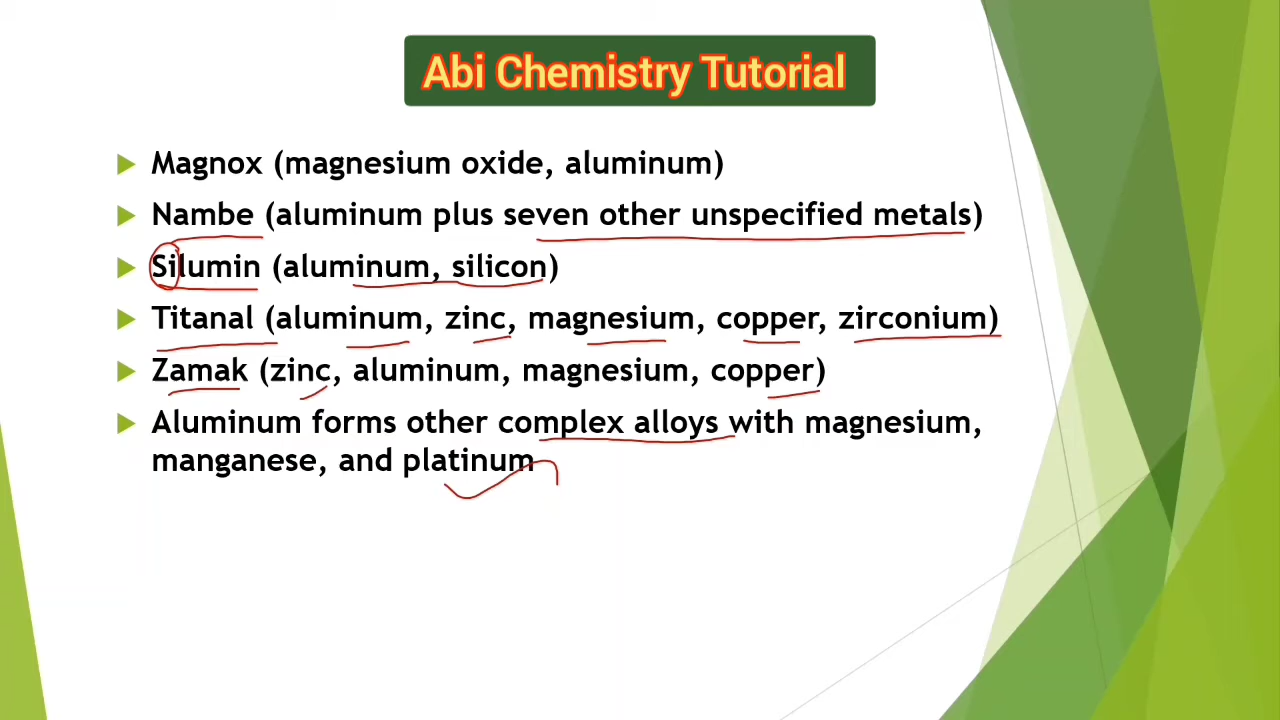 Abi Chemistry Tutorial
Magnox (magnesium oxide, aluminum)
Nambe (aluminum plus seven other unspecified metals)
Silumin (aluminum, silicon)
Titanal (aluminum, zinc, magnesium, copper, zirconium)
Zamak (zinc, aluminum, magnesium, copper)
Aluminum forms other complex alloys with magnesium,
manganese, and platinum